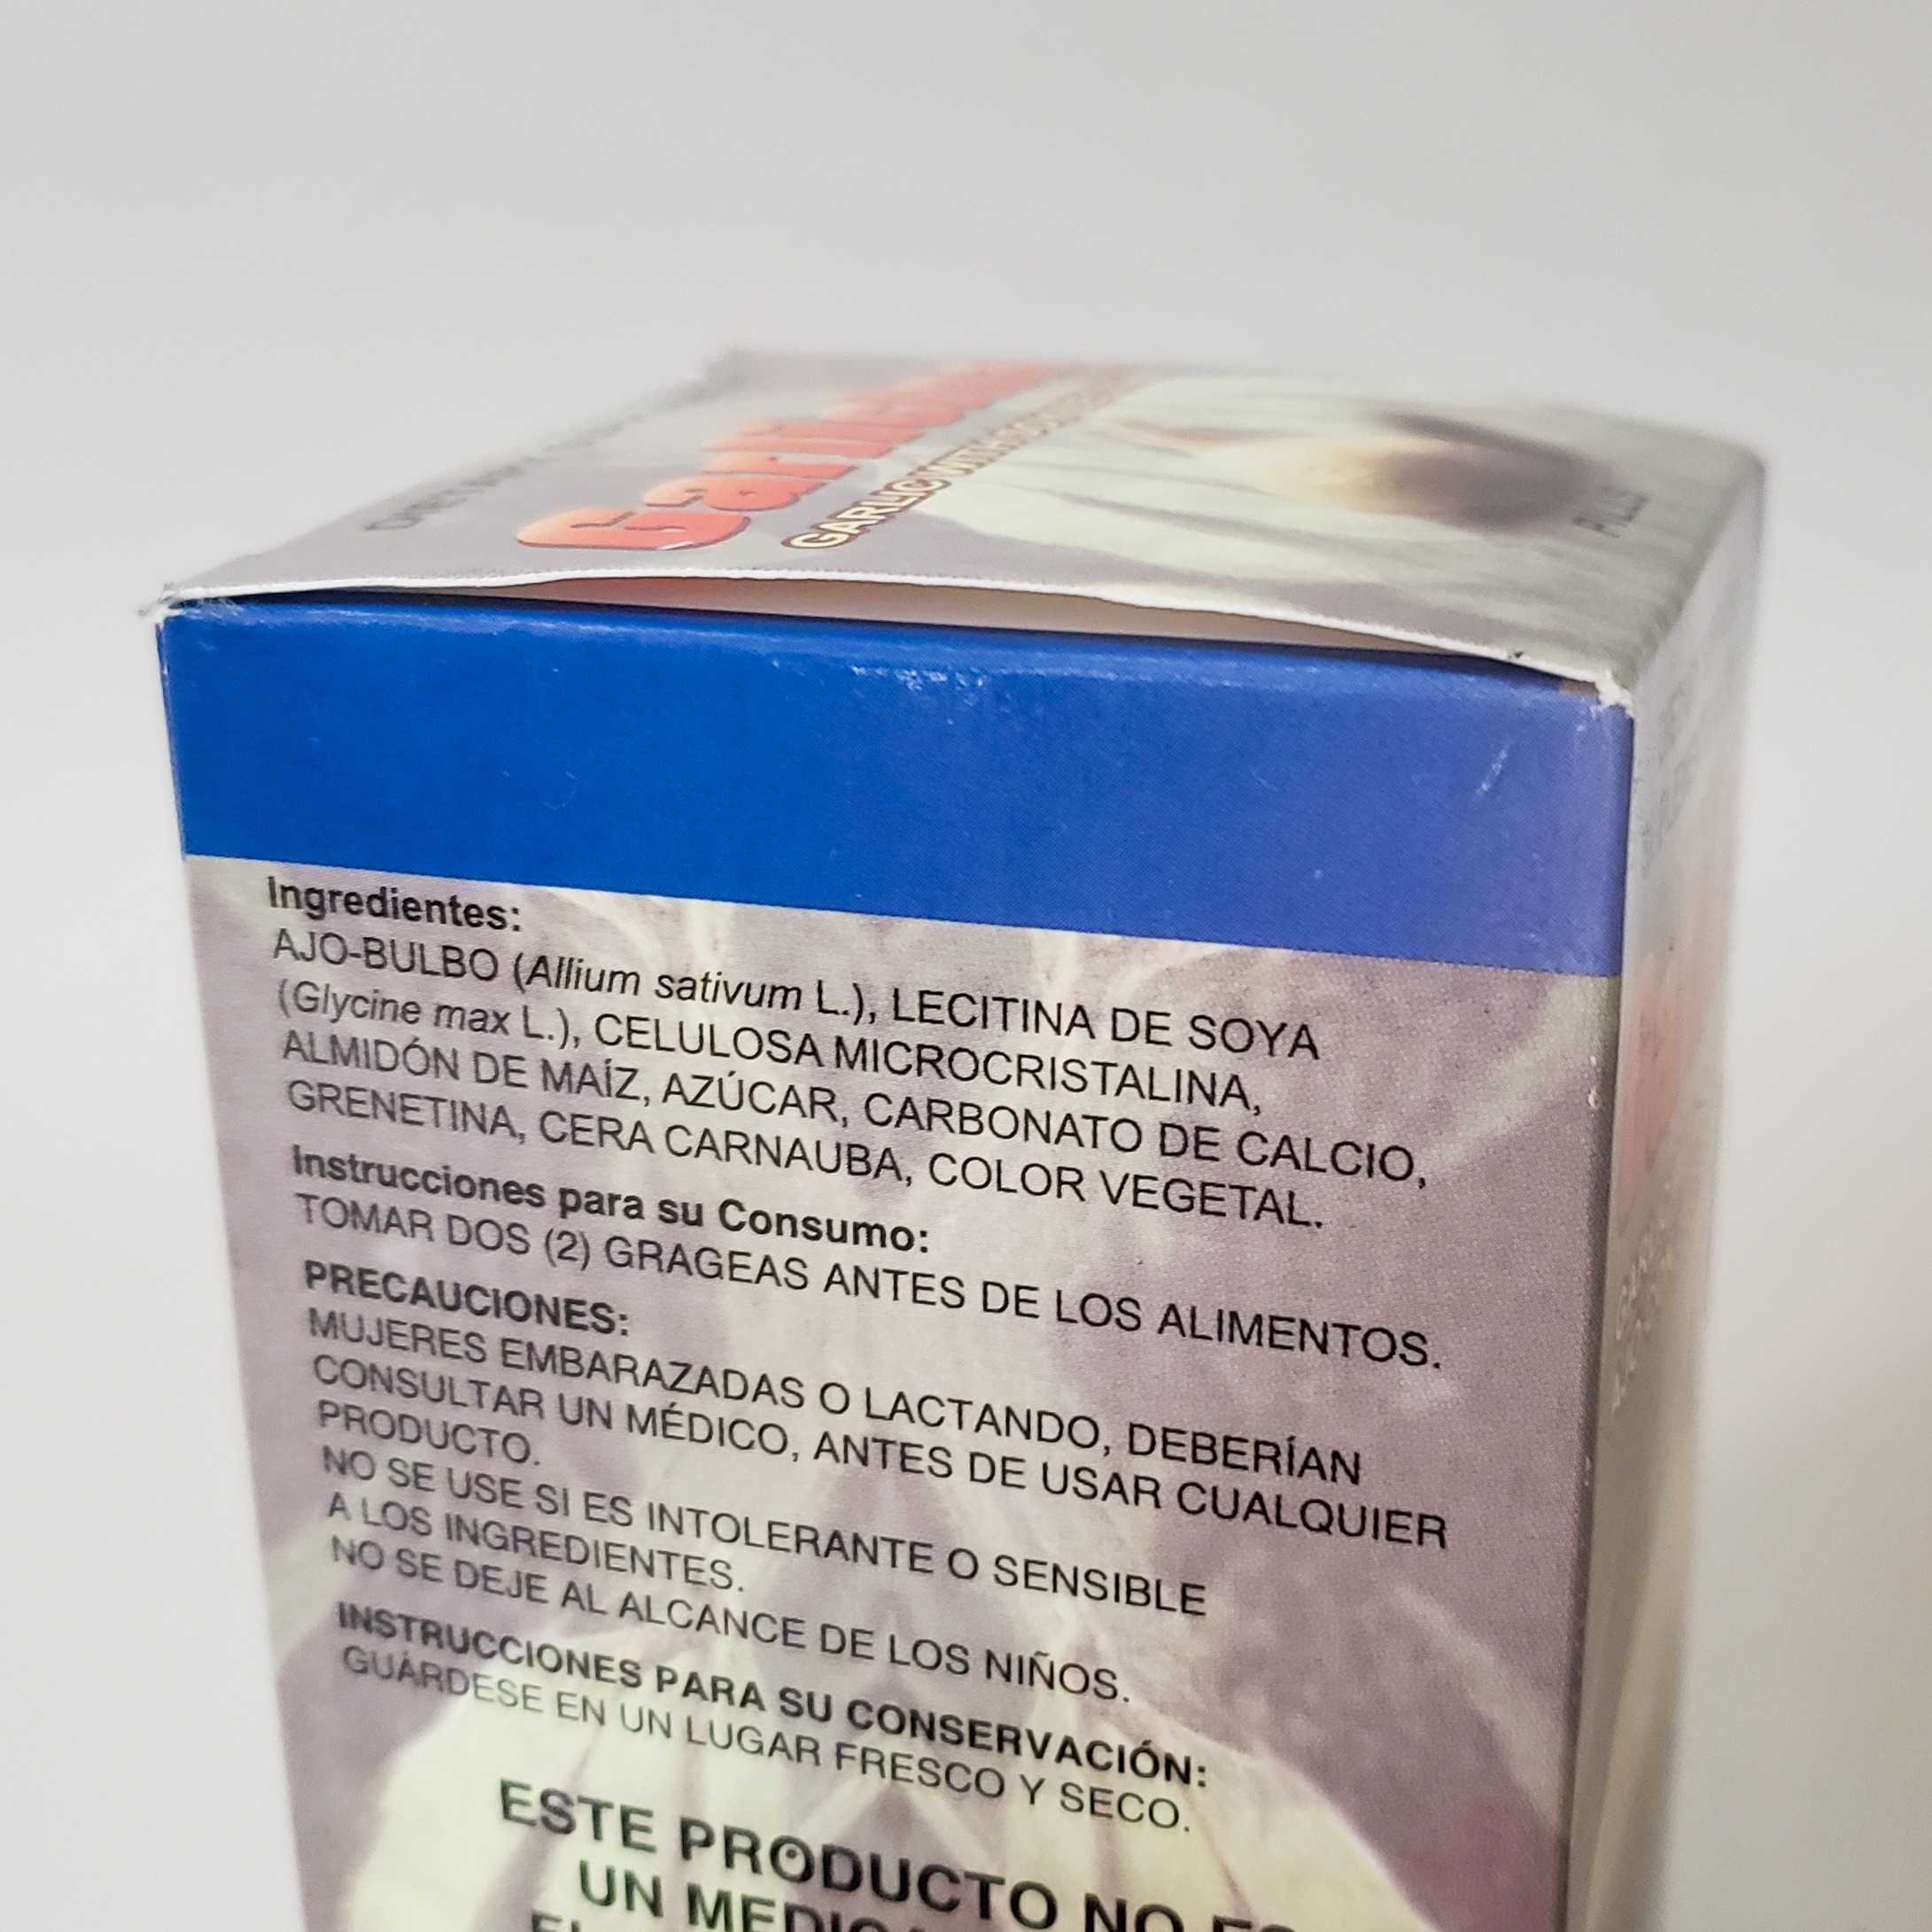 GARLIC WITH
PILLS
Ingredientes:
AJO-BULBO (Allium sativum L.), LECITINA DE SOYA
(Glycine max L.), CELULOSA MICROCRISTALINA,
ALMIDÓN DE MAÍZ, AZÚCAR, CARBONATO DE CALCIO,
GRENETINA, CERA CARNAUBA, COLOR VEGETAL.
Instrucciones para su Consumo:
TOMAR DOS (2) GRAGEAS ANTES DE LOS ALIMENTOS.
PRECAUCIONES:
MUJERES EMBARAZADAS O LACTANDO, DEBERÍAN
CONSULTAR UN MÉDICO, ANTES DE USAR CUALQUIER
PRODUCTO.
NO SE USE SI ES INTOLERANTE O SENSIBLE
A LOS INGREDIENTES.
NO SE DEJE AL ALCANCE DE LOS NIÑOS.
INSTRUCCIONES PARA SU CONSERVACIÓN:
GUÁRDESE EN UN LUGAR FRESCO Y SECO.
ESTE PRODUCTO NO
UN